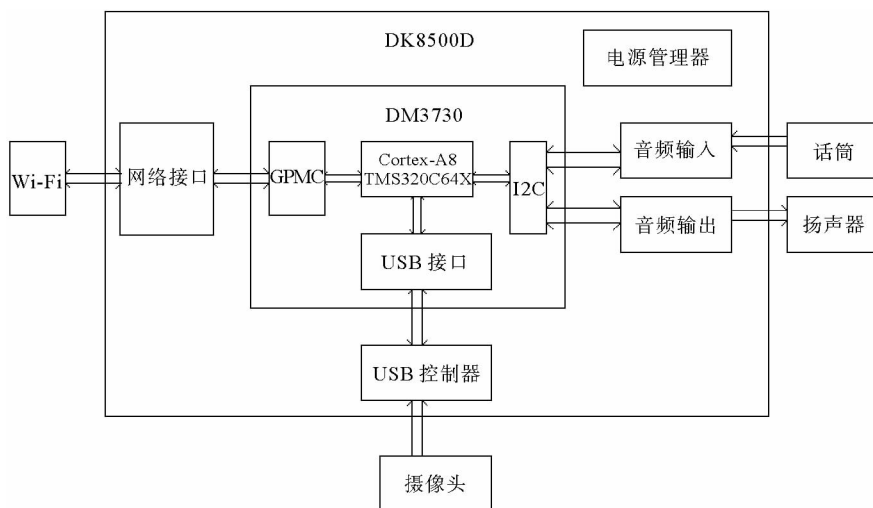 DK8500D
电源管理器
DM3730
Wi-Fi
网络接口
GPMC
Cortex-A8
TMS320C64X
I2C
音频输入
话筒
音频输出
扬声器
USB 接口
USB 控制器
摄像头